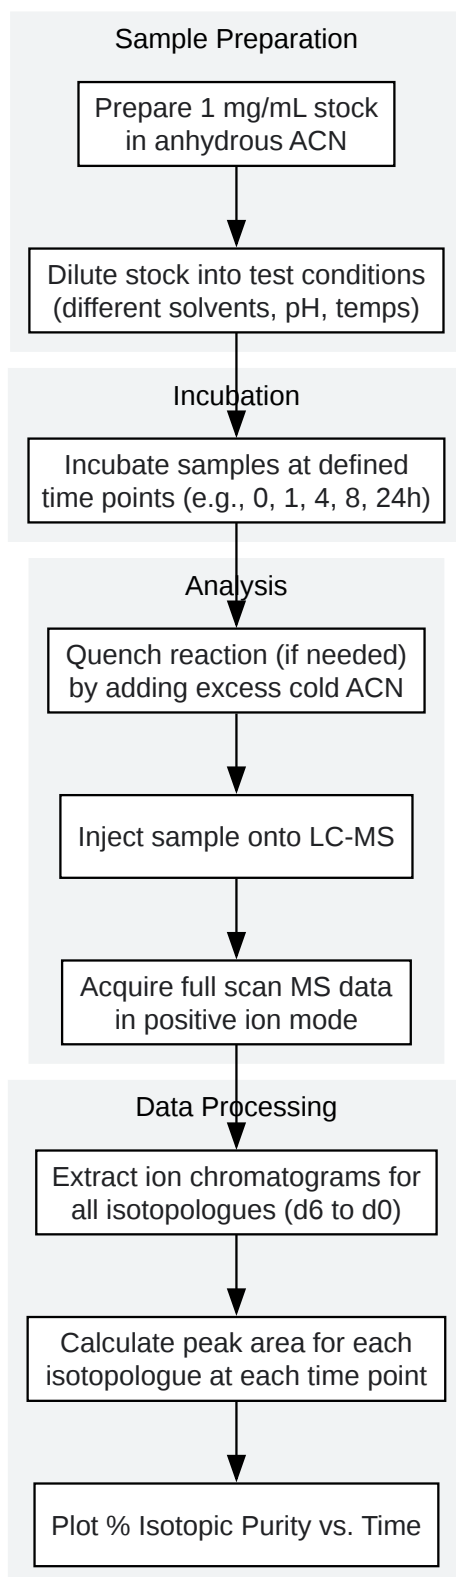 Sample Preparation
Prepare 1 mg/mL stock
in anhydrous ACN
Dilute stock into test conditions
(different solvents, pH, temps)
Incubation
Incubate samples at defined
time points (e.g., 0, 1, 4, 8, 24h)
Analysis
Quench reaction (if needed)
by adding excess cold ACN
Inject sample onto LC-MS
Acquire full scan MS data
in positive ion mode
Data Processing
Extract ion chromatograms for
all isotopologues (d6 to d0)
Calculate peak area for each
isotopologue at each time point
Plot % Isotopic Purity vs. Time